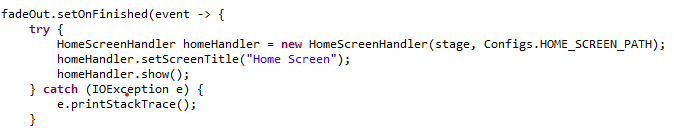 fadeOut.setOnFinished(event -> {
    try {
        HomeScreenHandler homeHandler = new HomeScreenHandler(stage, Configs.HOME_SCREEN_PATH);
        homeHandler.setScreenTitle("Home Screen");
        homeHandler.show();
    } catch (IOException e) {
        e.printStackTrace();
    }